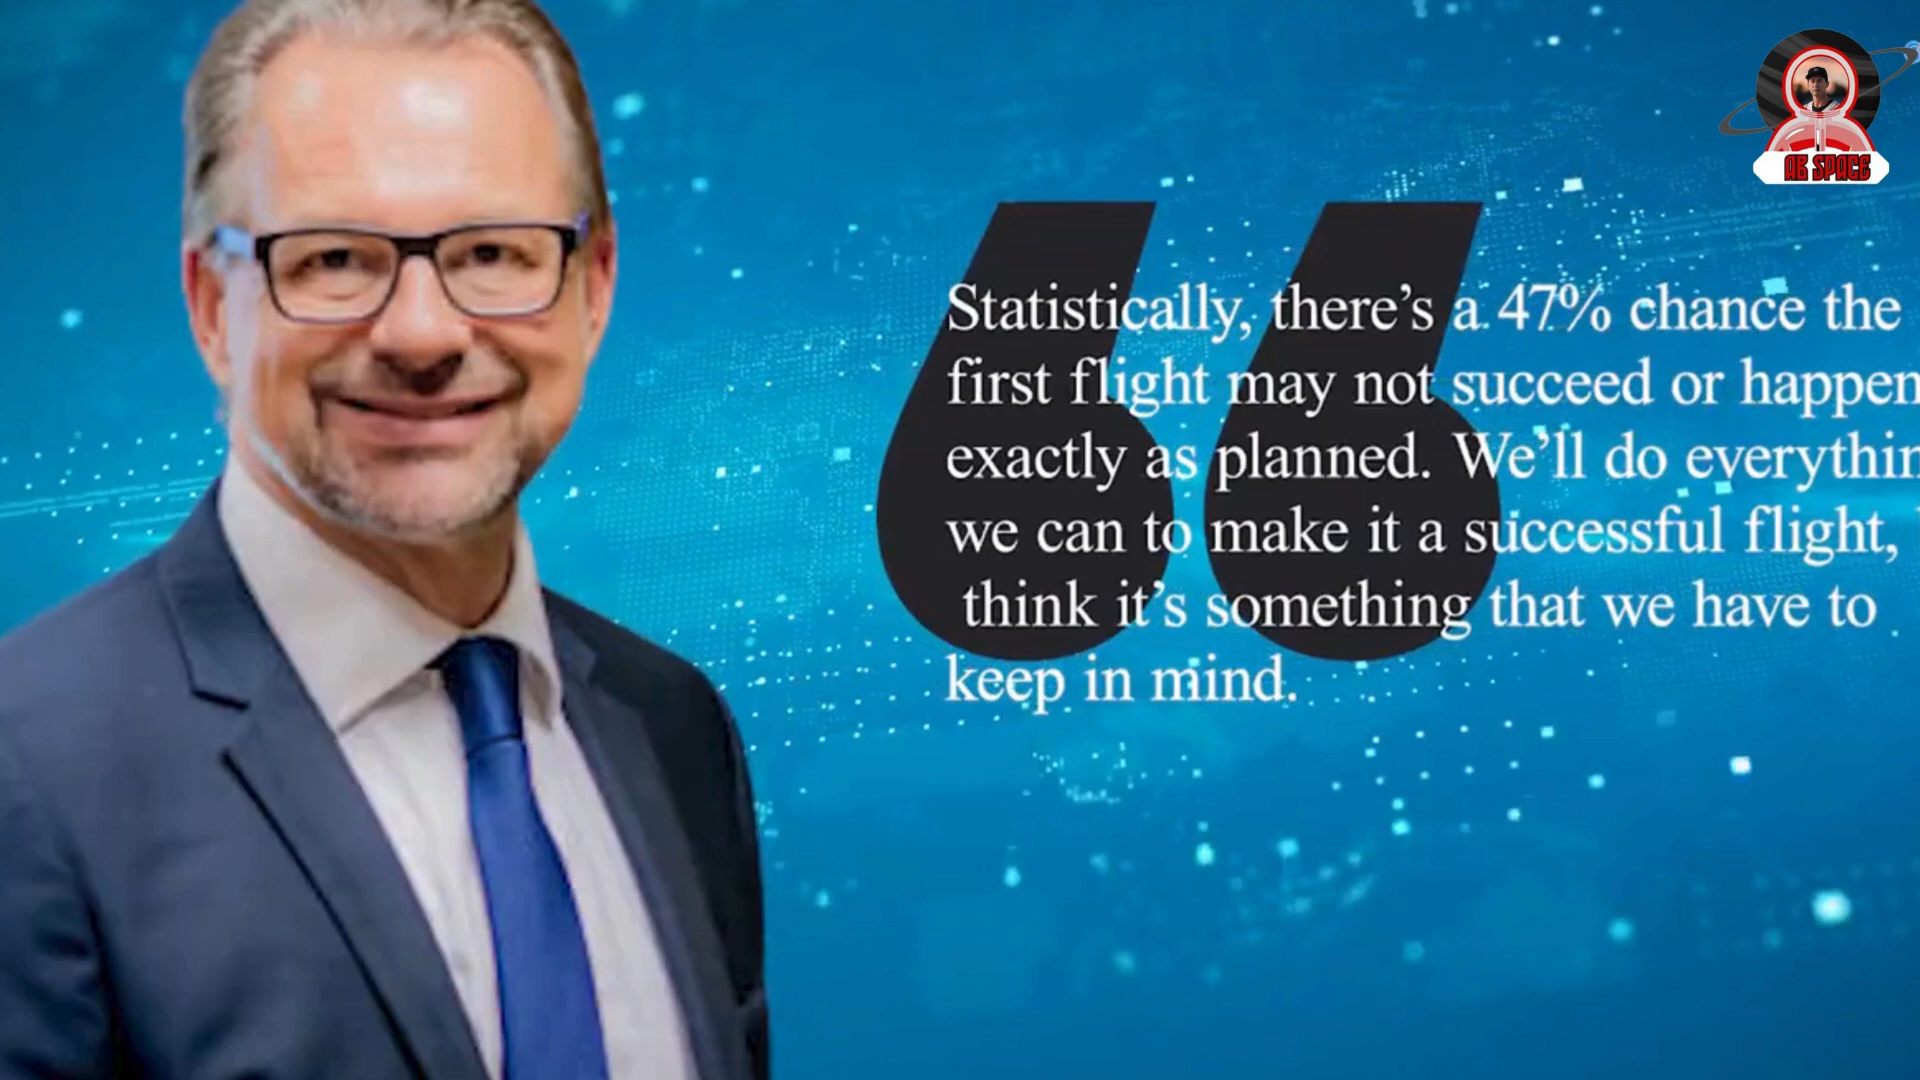 AB SPACE
Statistically, there's a 47% chance the
first flight may not succeed or happen
exactly as planned. We'll do everythin
we can to make it a successful flight,
think it's something that we have to
keep in mind.